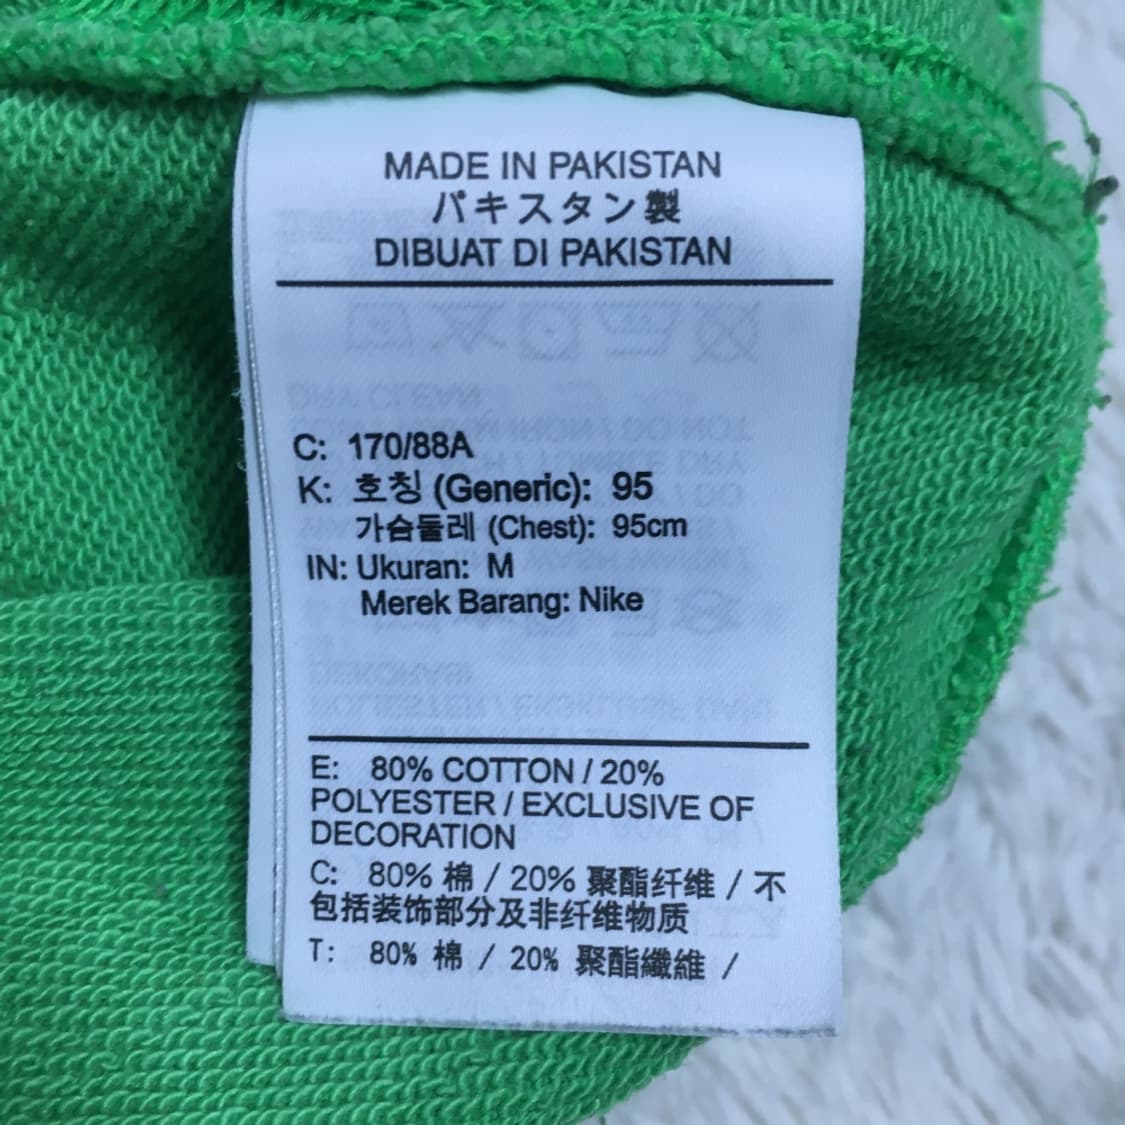 MADE IN PAKISTAN
パキスタン製
DIBUAT DI PAKISTAN
C: 170/88A
K: 호칭 (Generic): 95
가슴둘레 (Chest): 95cm
IN: Ukuran: M
Merek Barang: Nike
E: 80% COTTON / 20%
POLYESTER / EXCLUSIVE OF
DECORATION
C: 80% 棉 / 20% 聚酯纤维 / 不
包括装饰部分及非纤维物质
T: 80% 棉 / 20% 聚酯纖維 /